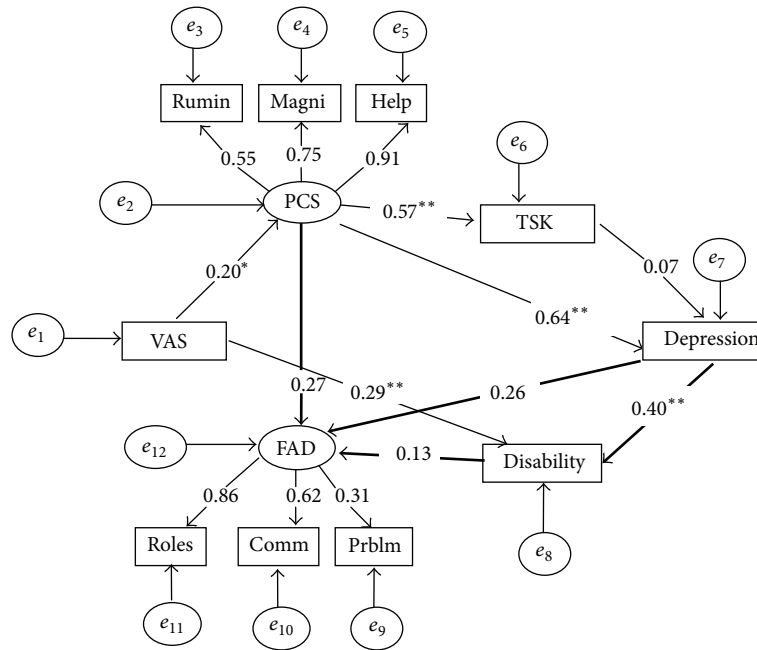 e3
e4
e5
Rumin
Magni
Help
e6
0.55
0.75
0.91
e2
PCS
0.57**
TSK
e7
0.20*
0.07
e1
VAS
0.64**
Depression
0.27
0.29**
0.26
0.40**
e12
FAD
0.13
Disability
0.86
0.62
0.31
Roles
Comm
Prblm
e8
e11
e10
e9